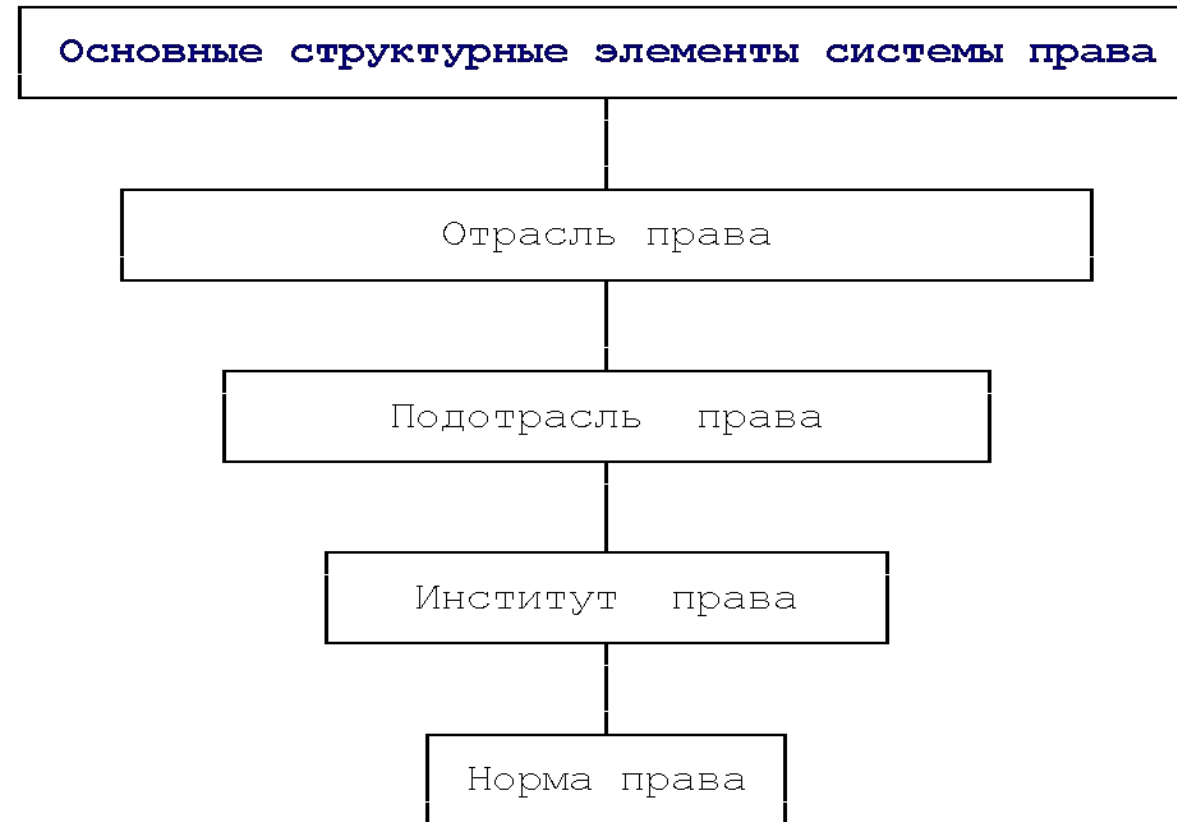 Основные структурные элементы системы права
Отрасль права
Подотрасль права
Институт права
Норма права